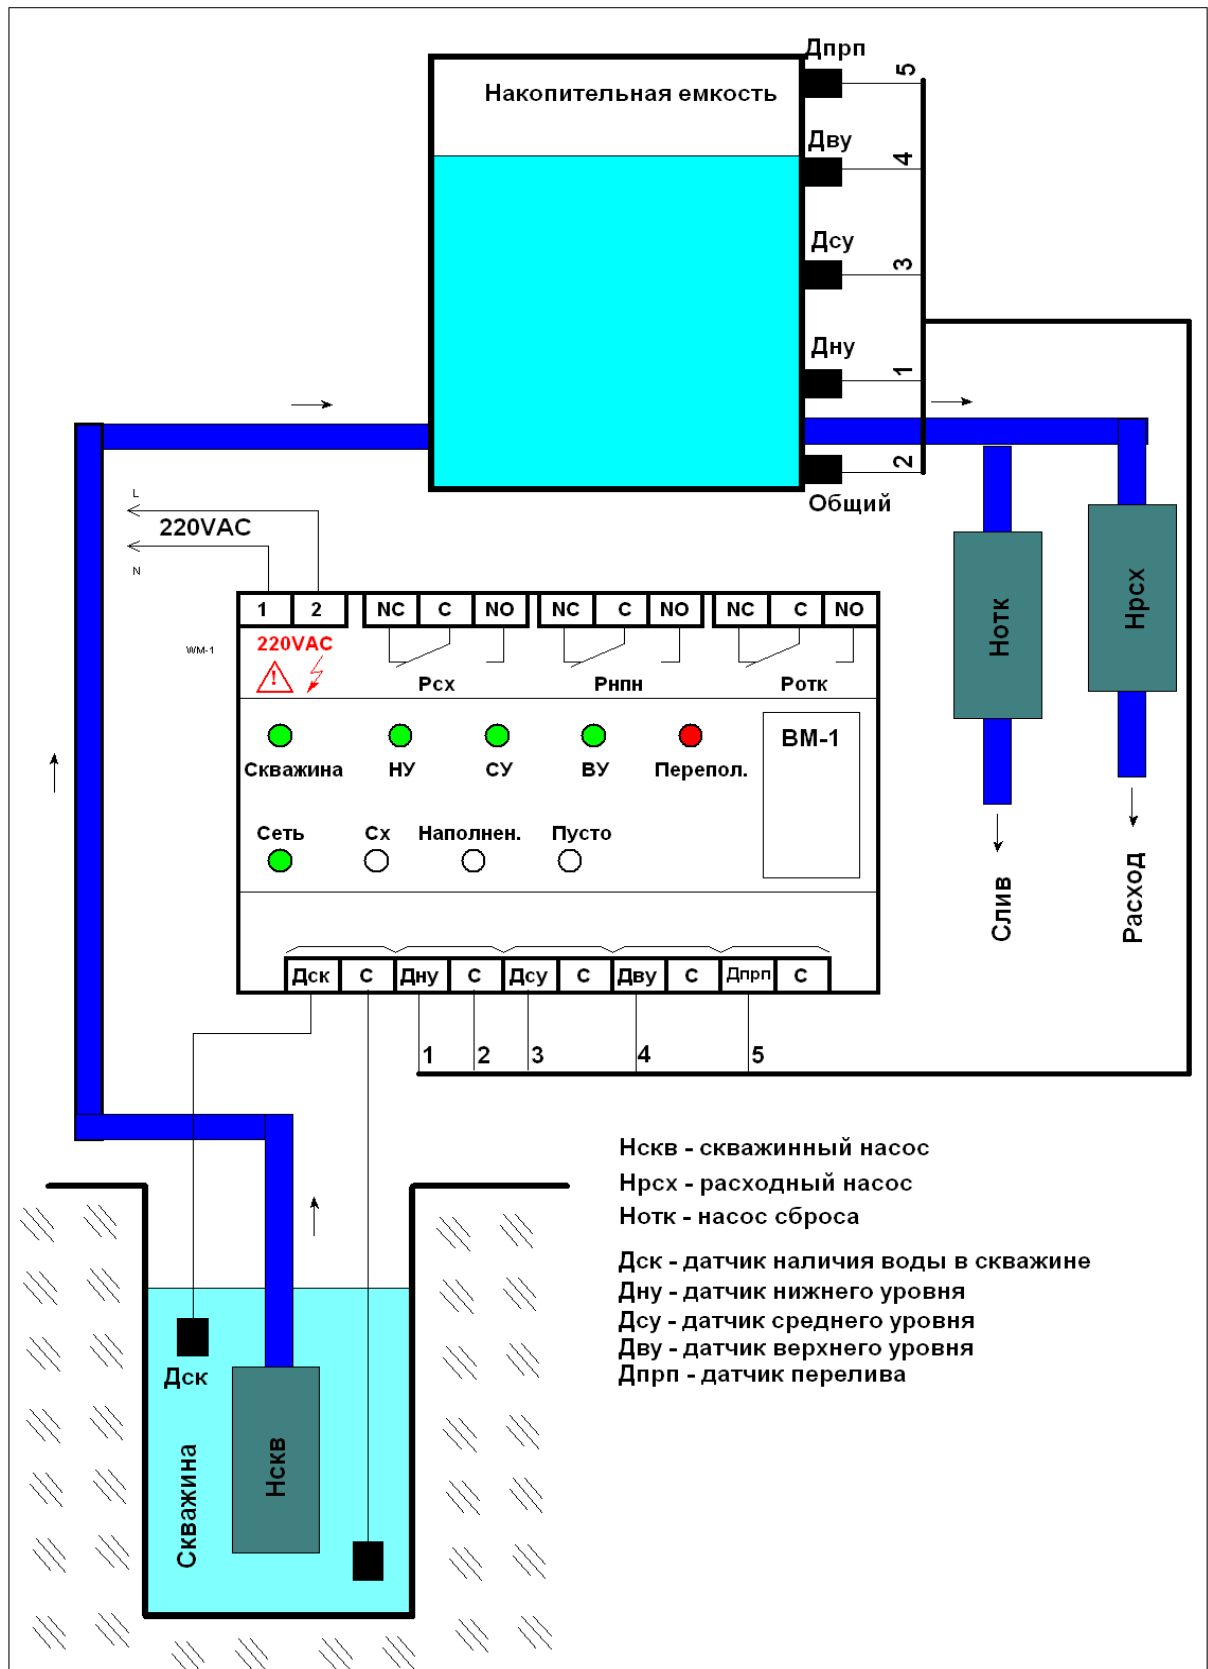 Дпрп
5
Накопительная емкость
Дву
4
Дсу
3
Дну
1
2
Общий
L
220VAC
N
1
2
NC
C
NO
NC
C
NO
NC
C
NO
WM-1
220VAC
Рсх
Рнпн
Ротк
Нотк
Нрсх
ВМ-1
Скважина
НУ
СУ
ВУ
Перепол.
Сеть
Сх
Наполнен.
Пусто
Слив
Расход
Дск
С
Дну
С
Дсу
С
Дву
С
Дпрп
С
1
2
3
4
5
Нскв - скважинный насос
Нрсх - расходный насос
Нотк - насос сброса
Дск - датчик наличия воды в скважине
Дну - датчик нижнего уровня
Дсу - датчик среднего уровня
Дву - датчик верхнего уровня
Дпрп - датчик перелива
Дск
Скважина
Нскв